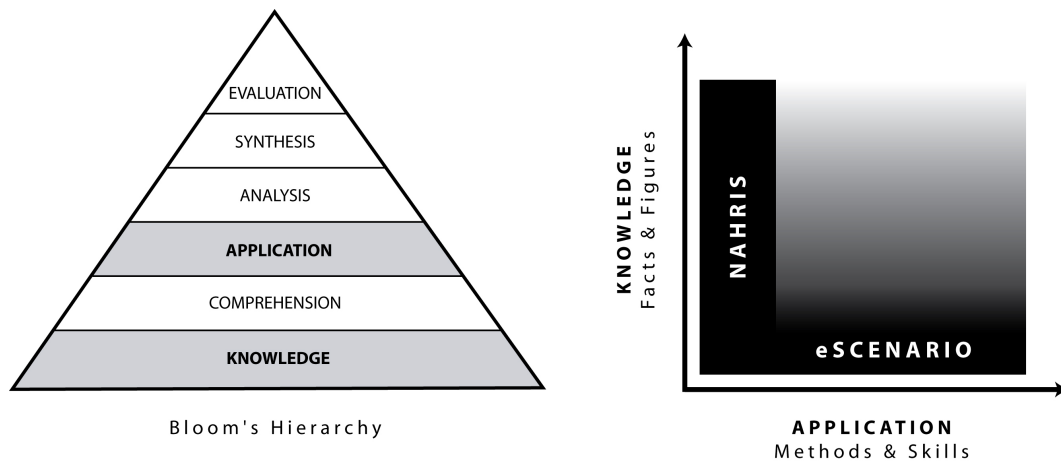 EVALUATION
SYNTHESIS
ANALYSIS
APPLICATION
COMPREHENSION
KNOWLEDGE
Bloom's Hierarchy
KNOWLEDGE
Facts & Figures
NAHRIS
eSCENARIO
APPLICATION
Methods & Skills